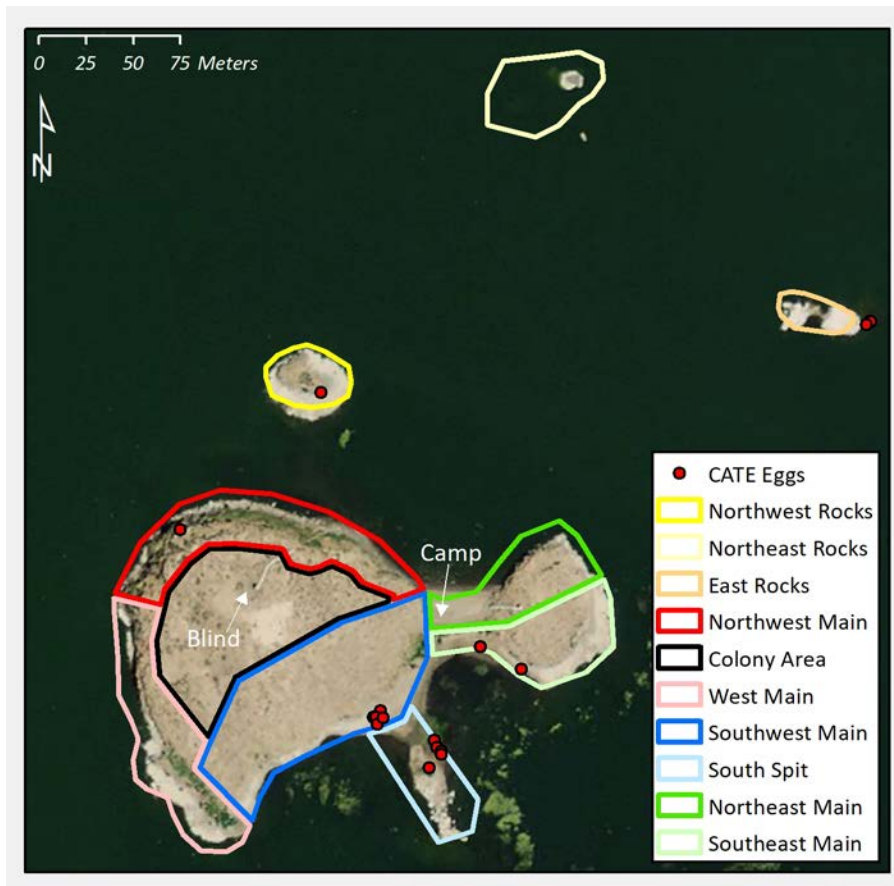 0 25 50 75 Meters
N
Camp
Blind
CATE Eggs
Northwest Rocks
Northeast Rocks
East Rocks
Northwest Main
Colony Area
West Main
Southwest Main
South Spit
Northeast Main
Southeast Main